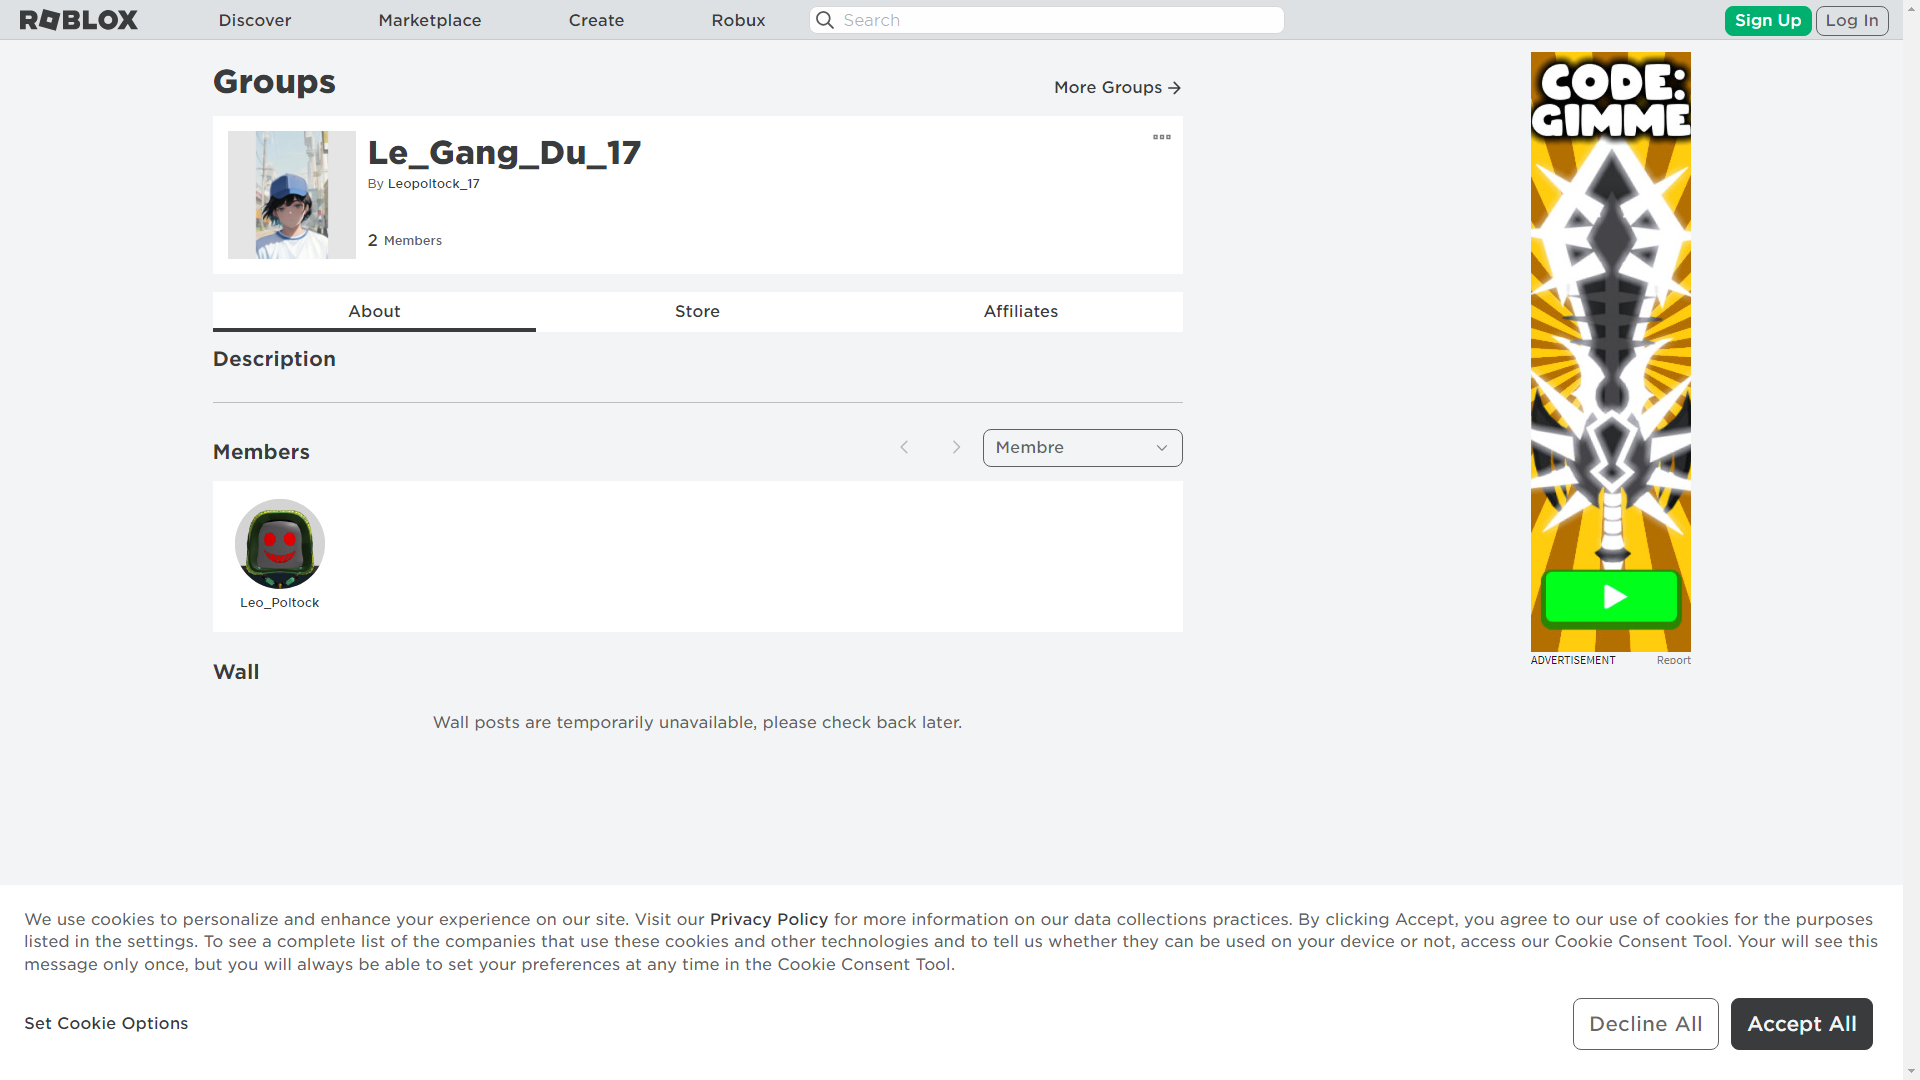 ROBLOX
Discover
Marketplace
Create
Robux
Search
Sign Up
Log In
Groups
More Groups
Le_Gang_Du_17
By Leopoltock_17
2 Members
About
Store
Affiliates
Description
Members
Membre
Leo_Poltock
Wall
Wall posts are temporarily unavailable, please check back later.
CODE:
GIMME
ADVERTISEMENT
Report
We use cookies to personalize and enhance your experience on our site. Visit our Privacy Policy for more information on our data collections practices. By clicking Accept, you agree to our use of cookies for the purposes
listed in the settings. To see a complete list of the companies that use these cookies and other technologies and to tell us whether they can be used on your device or not, access our Cookie Consent Tool. Your will see this
message only once, but you will always be able to set your preferences at any time in the Cookie Consent Tool.
Set Cookie Options
Decline All
Accept All